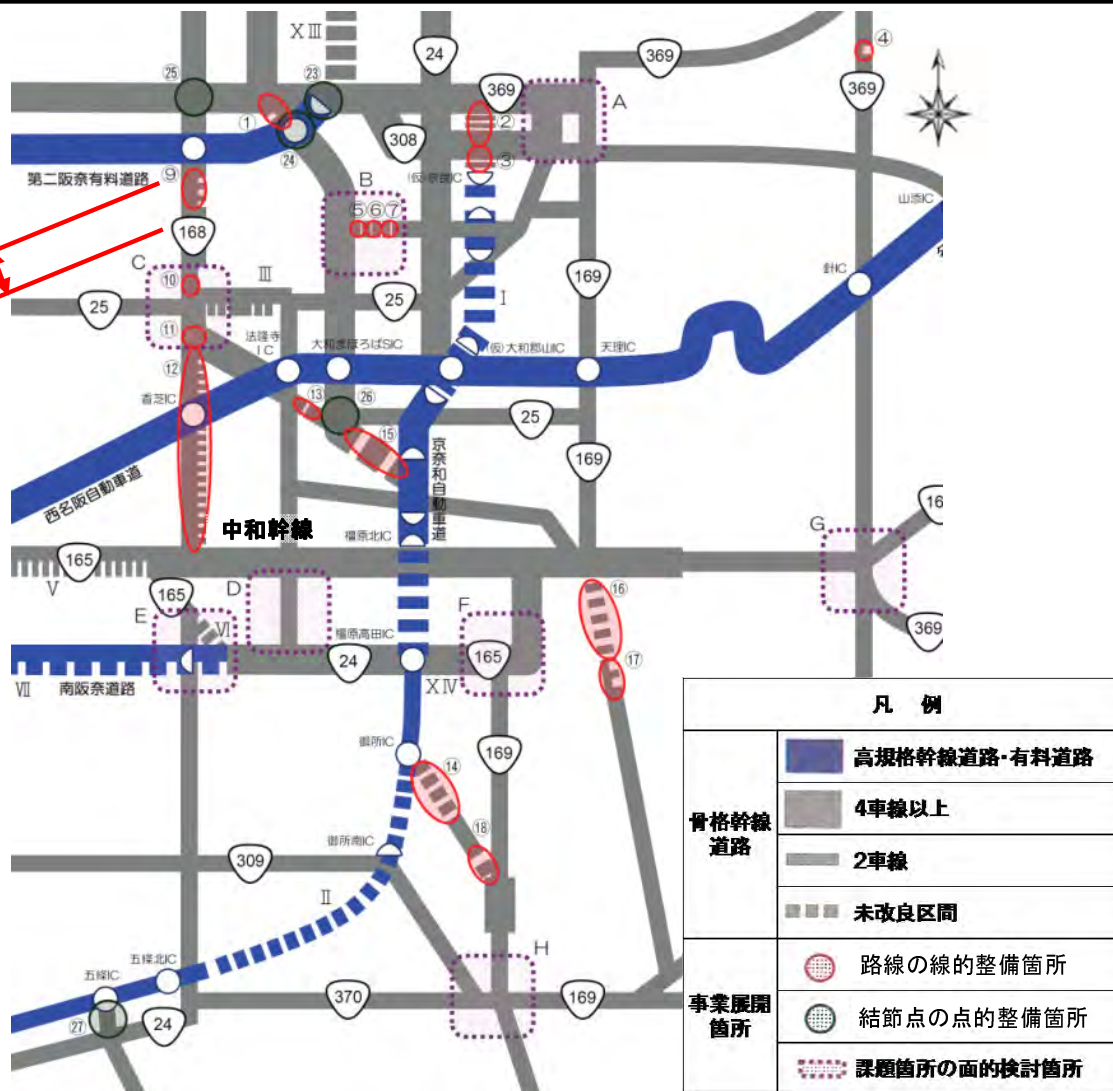 XIII
24
369
④
369
369
25
23
①
24
308
②
③
A
(仮)奈良IC
第二阪奈有料道路
⑨
168
B
⑤⑥⑦
山添IC
針IC
C
⑩
III
25
25
I
169
⑪
⑫
法隆寺
IC
大和まほろばSIC
(仮)大和郡山IC
天理IC
香芝IC
⑬
26
25
⑮
京奈和自動車道
169
西名阪自動車道
中和幹線
橿原北IC
165
V
165
D
E
VI
F
⑯
G
369
橿原高田IC
24
165
⑰
VII
南阪奈道路
XIV
御所IC
⑭
169
⑱
御所南IC
309
II
H
五條北IC
五條IC
27
24
370
169
凡 例
骨格幹線
道路
高規格幹線道路・有料道路
4車線以上
2車線
未改良区間
事業展開
箇所
路線の線的整備箇所
結節点の点的整備箇所
課題箇所の面的検討箇所